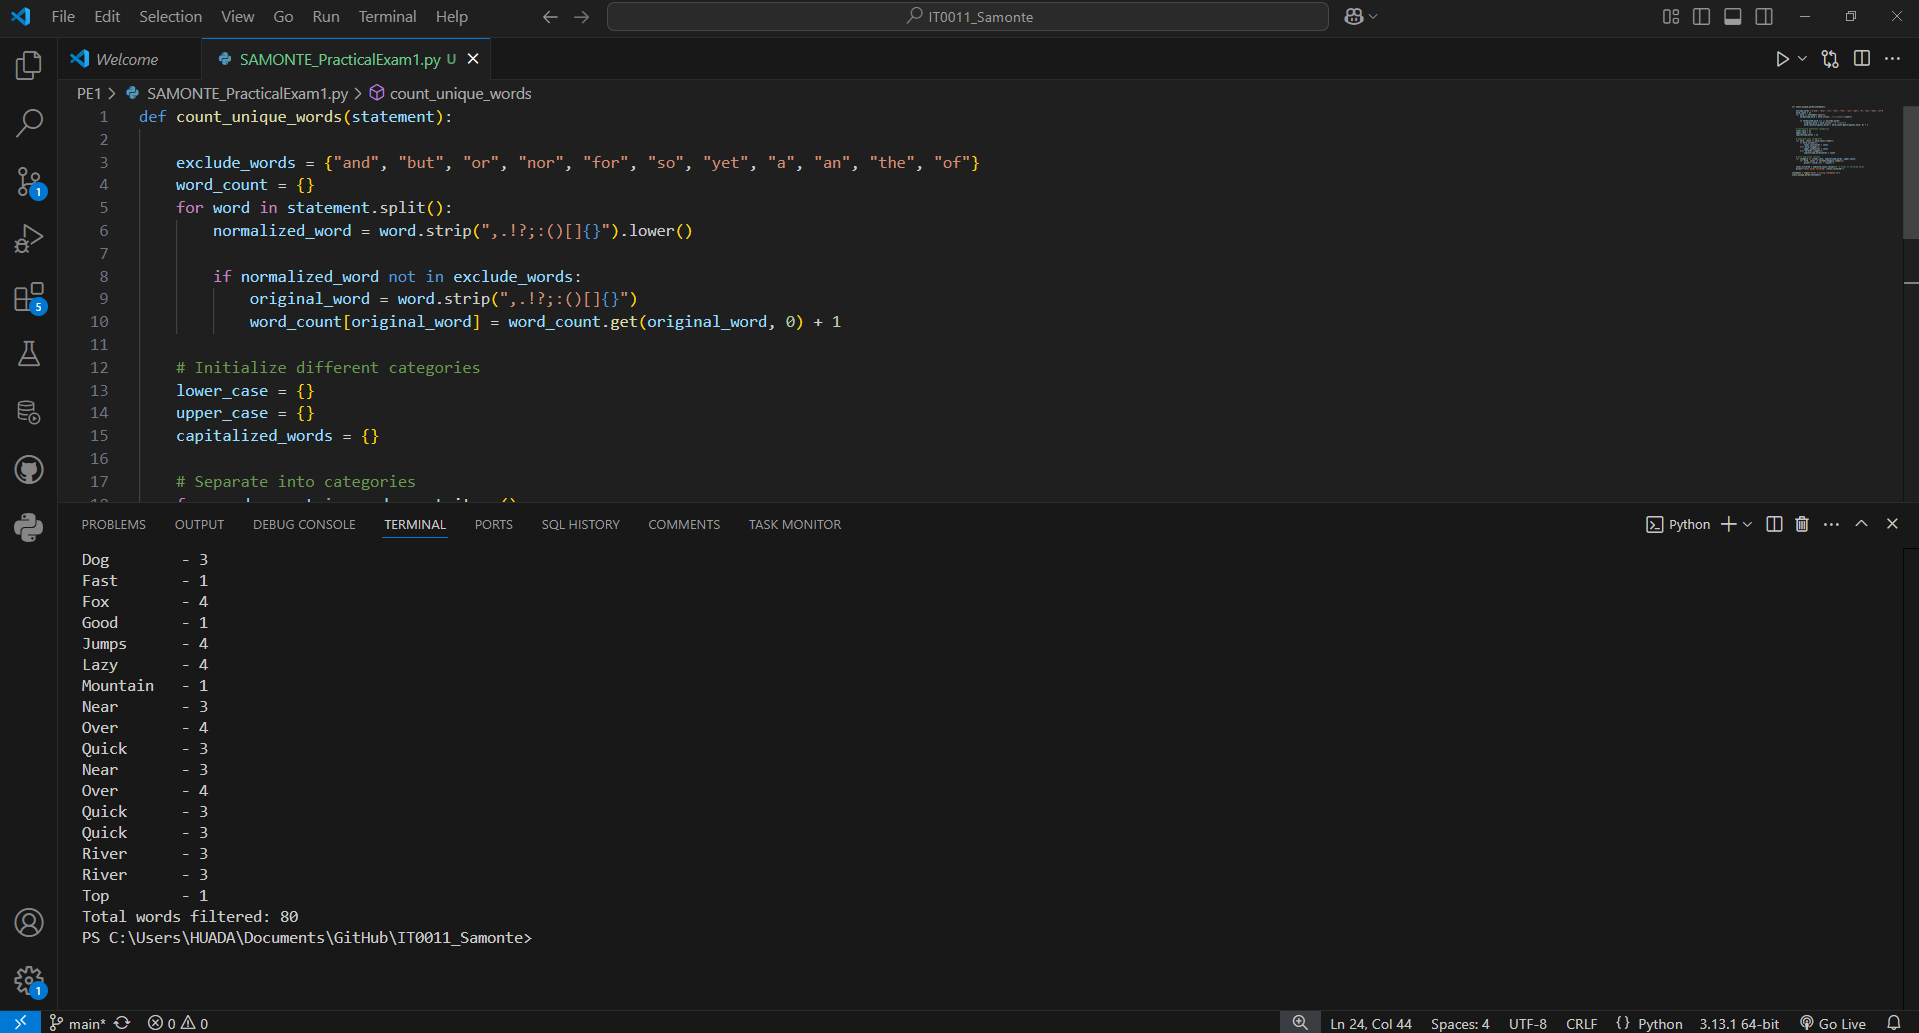 File Edit Selection View Go Run Terminal Help
IT0011_Samonte
Welcome
SAMONTE_PracticalExam1.py U
PE1 > SAMONTE_PracticalExam1.py > count_unique_words
1 def count_unique_words(statement):
2
3 exclude_words = {"and", "but", "or", "nor", "for", "so", "yet", "a", "an", "the", "of"}
4 word_count = {}
5 for word in statement.split():
6 normalized_word = word.strip(",.!?;:()[]{}").lower()
7
8 if normalized_word not in exclude_words:
9 original_word = word.strip(",.!?;:()[]{}")
10 word_count[original_word] = word_count.get(original_word, 0) + 1
11
12 # Initialize different categories
13 lower_case = {}
14 upper_case = {}
15 capitalized_words = {}
16
17 # Separate into categories
1
5
PROBLEMS OUTPUT DEBUG CONSOLE TERMINAL PORTS SQL HISTORY COMMENTS TASK MONITOR
Python
Dog - 3
Fast - 1
Fox - 4
Good - 1
Jumps - 4
Lazy - 4
Mountain - 1
Near - 3
Over - 4
Quick - 3
Near - 3
Over - 4
Quick - 3
Quick - 3
River - 3
River - 3
Top - 1
Total words filtered: 80
PS C:\Users\HUADA\Documents\GitHub\IT0011_Samonte>
1
main* 0 0 Ln 24, Col 44 Spaces: 4 UTF-8 CRLF {} Python 3.13.1 64-bit Go Live